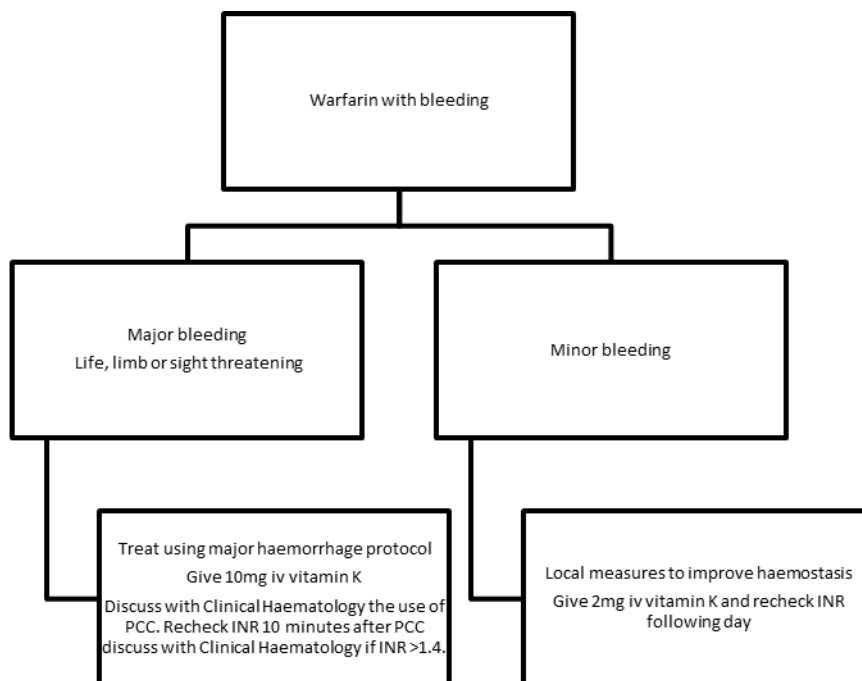 Warfarin with bleeding
Major bleeding
Life, limb or sight threatening
Minor bleeding
Treat using major haemorrhage protocol
Give 10mg iv vitamin K
Discuss with Clinical Haematology the use of
PCC. Recheck INR 10 minutes after PCC
discuss with Clinical Haematology if INR >1.4.
Local measures to improve haemostasis
Give 2mg iv vitamin K and recheck INR
following day